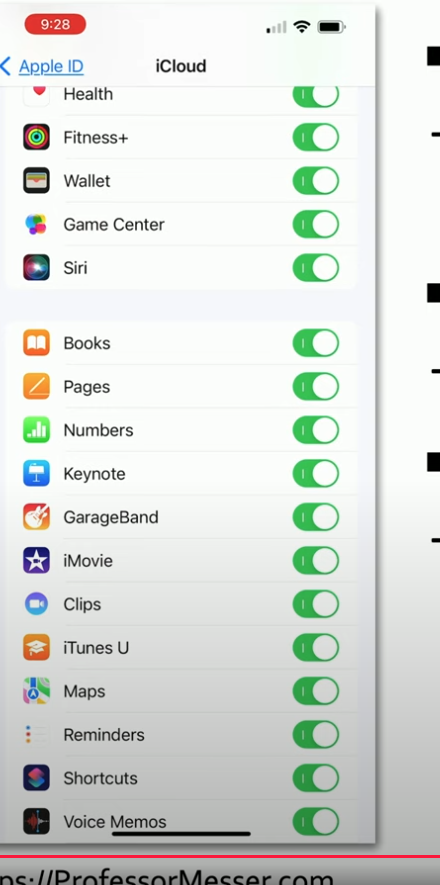 9:28
Apple ID
iCloud
Health
Fitness+
Wallet
Game Center
Siri
Books
Pages
Numbers
Keynote
GarageBand
iMovie
Clips
iTunes U
Maps
Reminders
Shortcuts
Voice Memos
ps://ProfessorMesser.com